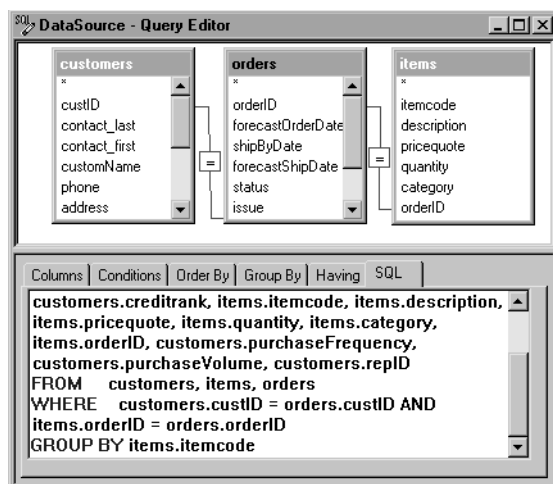 SQL DataSource - Query Editor
customers
*
custID
contact_last
contact_first
customName
phone
address
orders
*
orderID
forecastOrderDate
shipByDate
forecastShipDate
status
issue
items
*
itemcode
description
pricequote
quantity
category
orderID
=
=
Columns Conditions Order By Group By Having SQL
customers.creditrank, items.itemcode, items.description,
items.pricequote, items.quantity, items.category,
items.orderID, customers.purchaseFrequency,
customers.purchaseVolume, customers.repID
FROM customers, items, orders
WHERE customers.custID = orders.custID AND
items.orderID = orders.orderID
GROUP BY items.itemcode